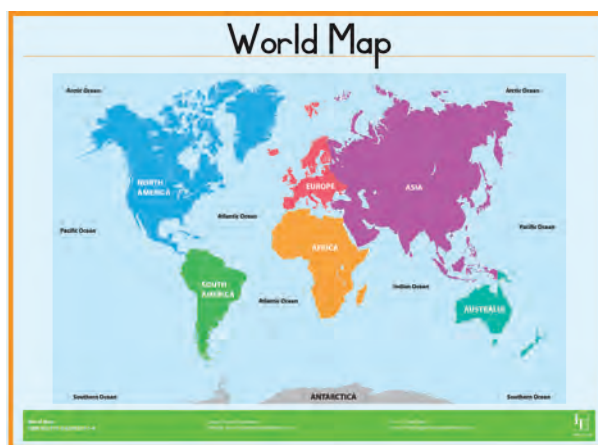 World Map
Arctic Ocean
Arctic Ocean
NORTH
AMERICA
EUROPE
ASIA
Atlantic Ocean
Pacific Ocean
Pacific Ocean
AFRICA
SOUTH
AMERICA
Indian Ocean
Atlantic Ocean
AUSTRALIA
Southern Ocean
ANTARCTICA
Southern Ocean